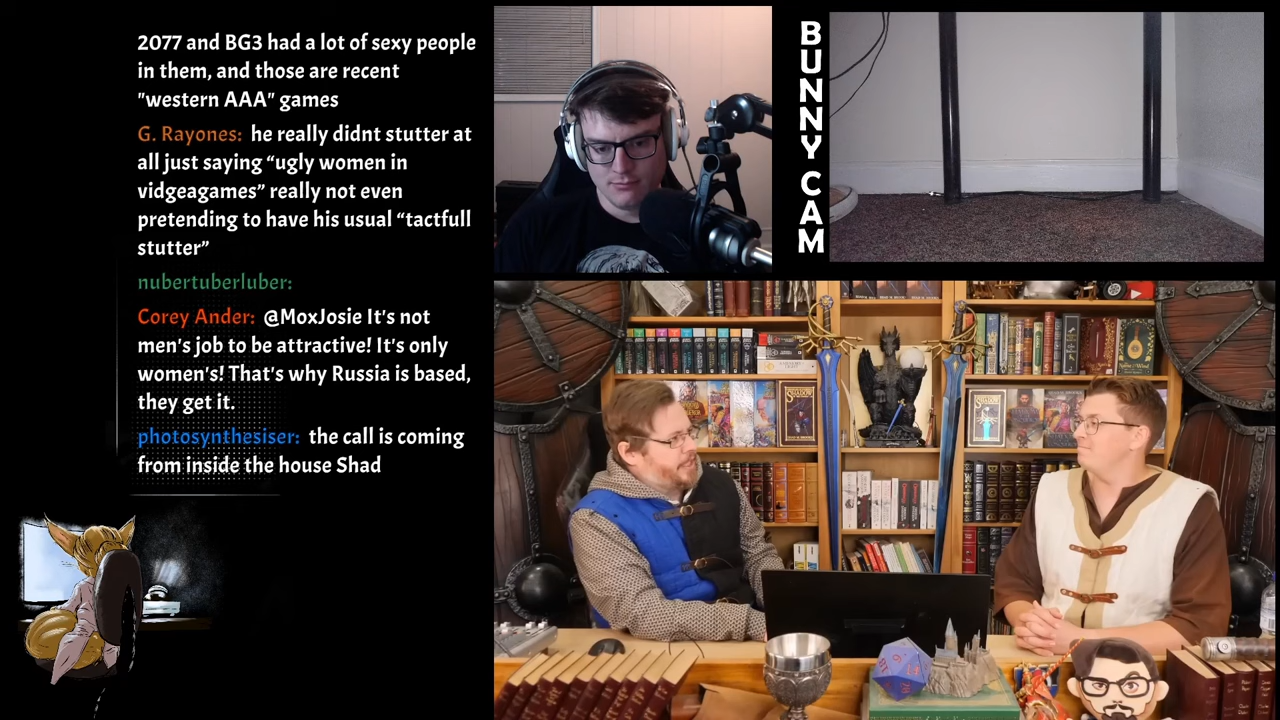 2077 and BG3 had a lot of sexy people
in them, and those are recent
"western AAA" games
G. Rayones: he really didnt stutter at
all just saying “ugly women in
vidgeagames” really not even
pretending to have his usual “tactfull
stutter”
nubertuberluber:
Corey Ander: @MoxJosie It's not
men's job to be attractive! It's only
women's! That's why Russia is based,
they get it.
photosynthesiser: the call is coming
from inside the house Shad
BUNNY CAM